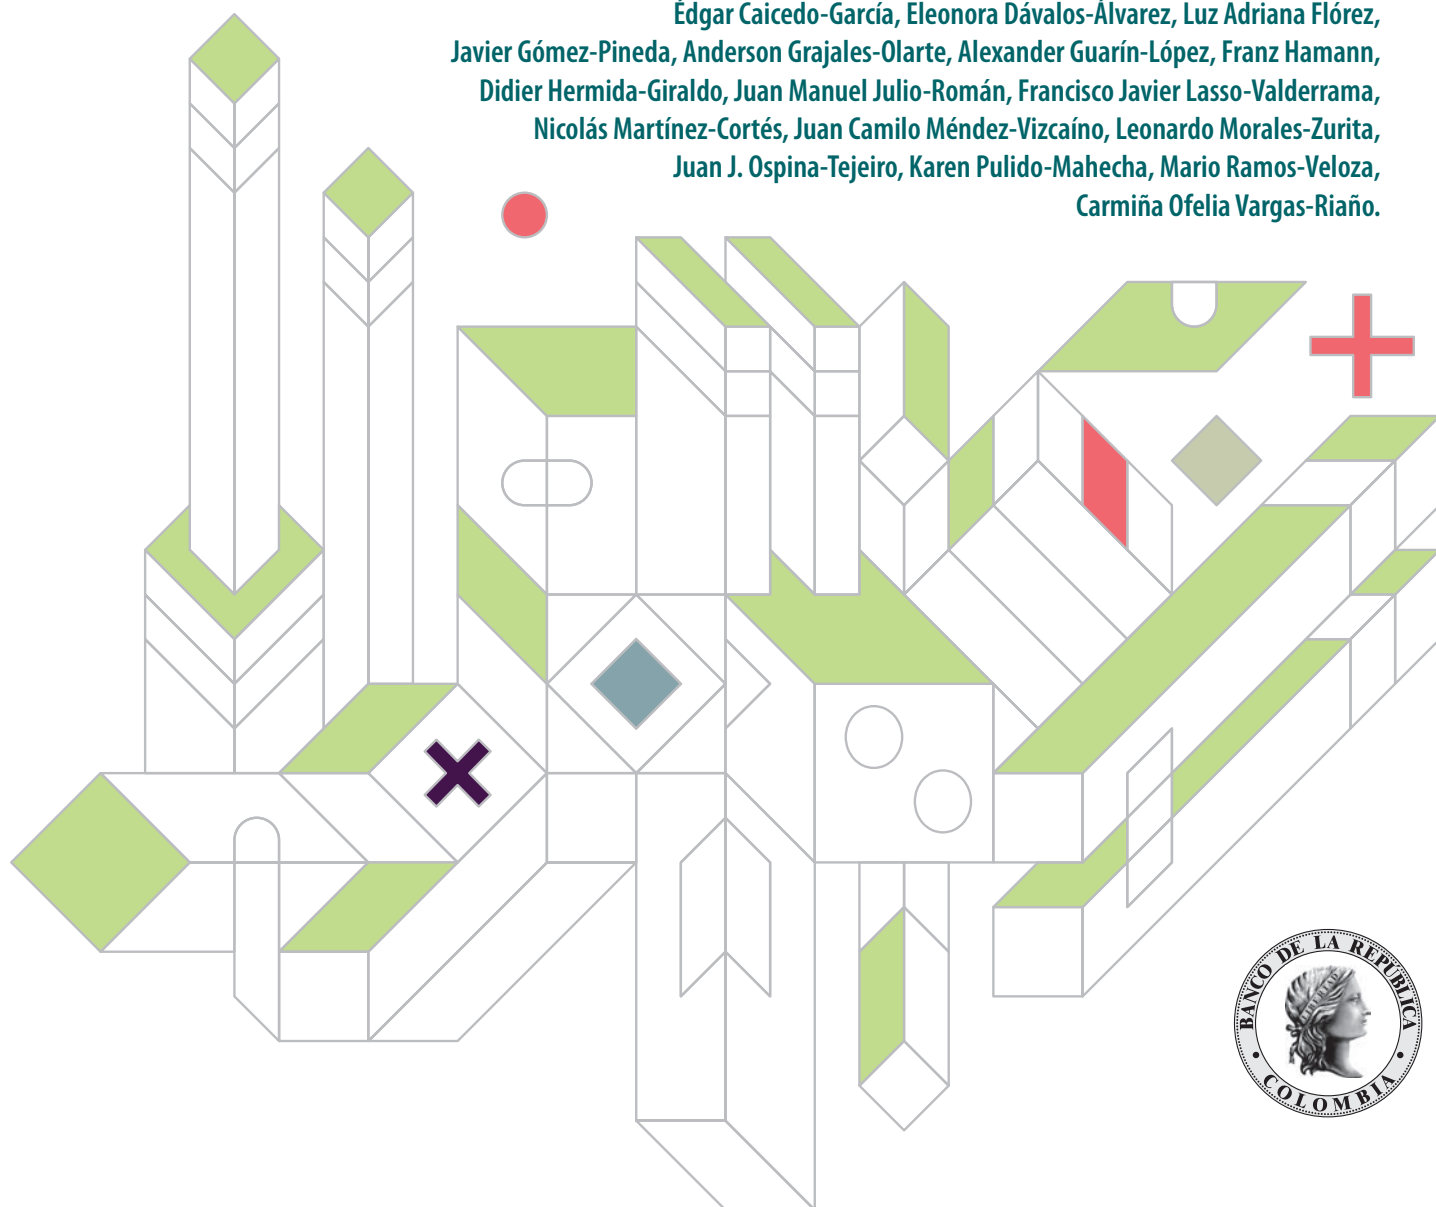 Édgar Caicedo-García, Eleonora Dávalos-Álvarez, Luz Adriana Flórez,
Javier Gómez-Pineda, Anderson Grajales-Olarte, Alexander Guarín-López, Franz Hamann,
Didier Hermida-Giraldo, Juan Manuel Julio-Román, Francisco Javier Lasso-Valderrama,
Nicolás Martínez-Cortés, Juan Camilo Méndez-Vizcaíno, Leonardo Morales-Zurita,
Juan J. Ospina-Tejeiro, Karen Pulido-Mahecha, Mario Ramos-Veloza,
Carmiña Ofelia Vargas-Riaño.
BANCO DE LA REPÚBLICA
LIBERTAD
COLOMBIA